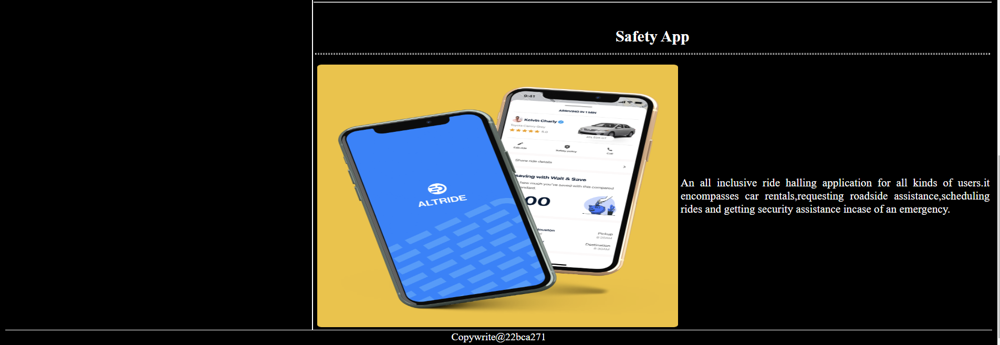 Safety App
9:41
ARRIVING IN 1 MIN
Kelvin Charly
Toyota Camry Grey
5.0
ATL 535-GT
Edit ride
Safety policy
Call
Share ride details
saving with Wait & Save
how much you've saved with this compared
andard.
00
ouston
Pickup
8:20AM
Destination
8:30AM
ALTRIDE
An all inclusive ride halling application for all kinds of users.it
encompasses car rentals,requesting roadside assistance,scheduling
rides and getting security assistance incase of an emergency.
Copywrite@22bca271